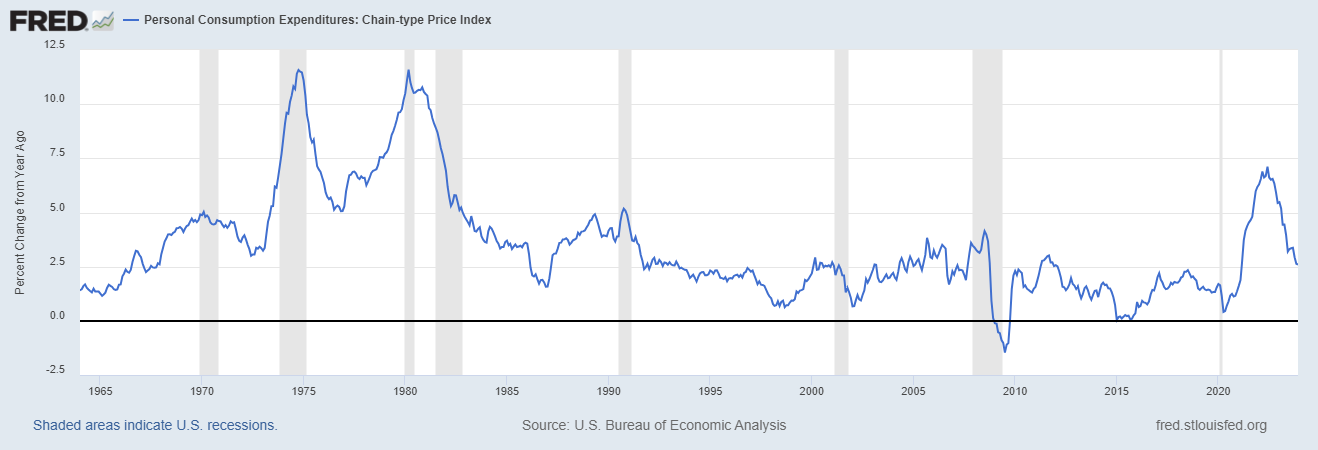 FRED
Personal Consumption Expenditures: Chain-type Price Index
Percent Change from Year Ago
12.5
10.0
7.5
5.0
2.5
0.0
-2.5
1965 1970 1975 1980 1985 1990 1995 2000 2005 2010 2015 2020
Shaded areas indicate U.S. recessions. Source: U.S. Bureau of Economic Analysis fred.stlouisfed.org